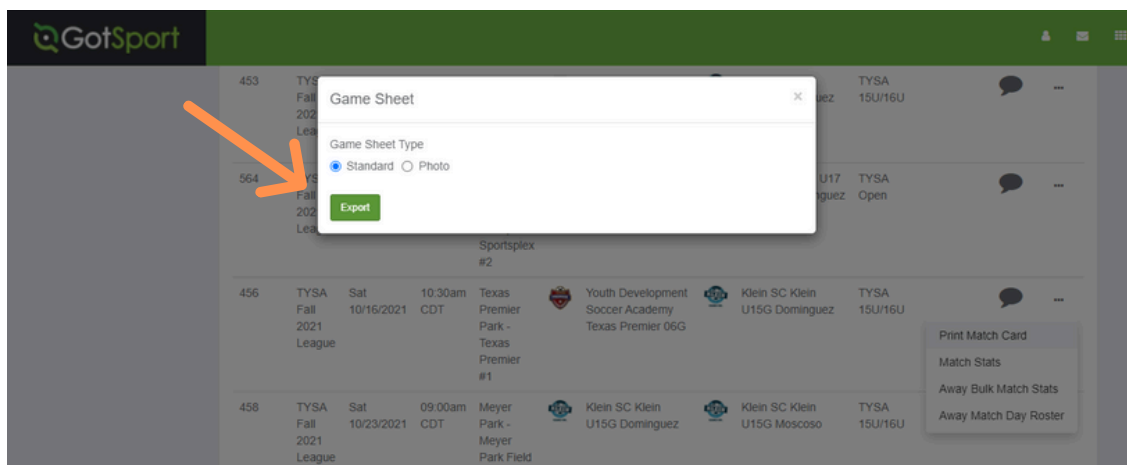 GotSport
453
TYSA
Fall
202
Lea
uez
TYSA
15U/16U
...
Game Sheet
×
Game Sheet Type
Standard
Photo
Export
564
YS
Fall
202
Lea
Sportsplex
#2
U17
nguez
TYSA
Open
...
456
TYSA
Fall
2021
League
Sat
10/16/2021
10:30am
CDT
Texas
Premier
Park -
Texas
Premier
#1
Youth Development
Soccer Academy
Texas Premier 06G
Klein SC Klein
U15G Dominguez
TYSA
15U/16U
...
Print Match Card
Match Stats
Away Bulk Match Stats
Away Match Day Roster
458
TYSA
Fall
2021
League
Sat
10/23/2021
09:00am
CDT
Meyer
Park -
Meyer
Park Field
Klein SC Klein
U15G Dominguez
Klein SC Klein
U15G Moscoso
TYSA
15U/16U